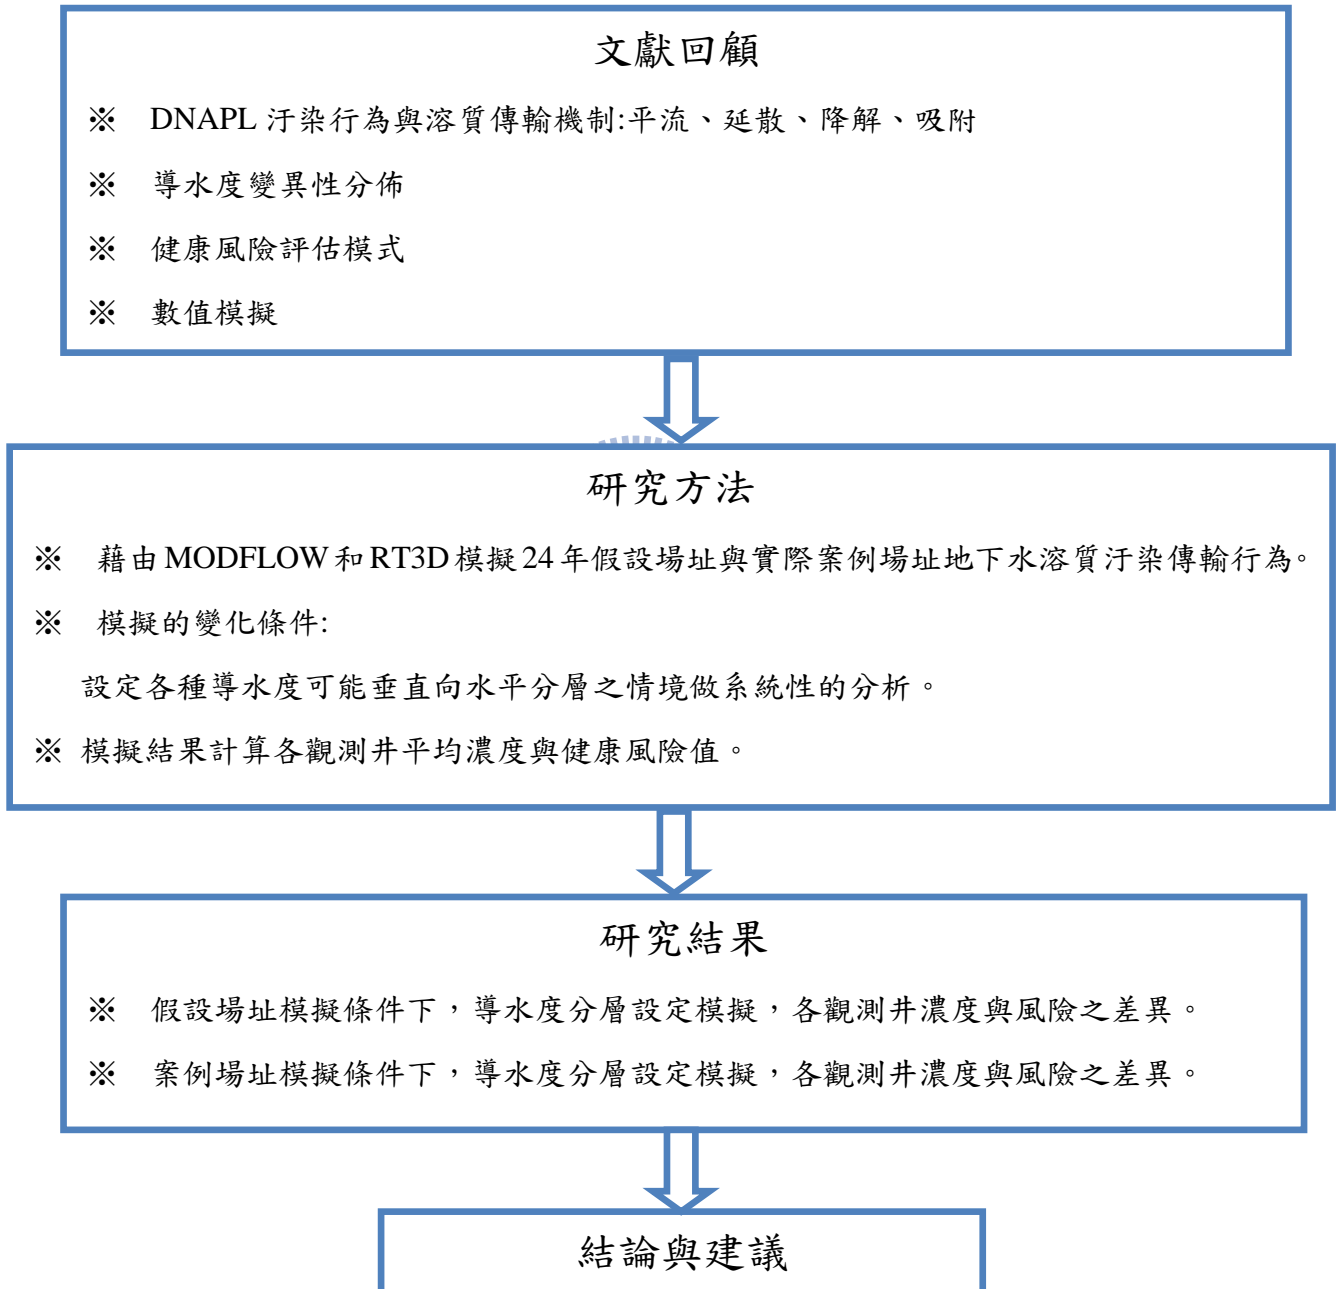 文獻回顧
※ DNAPL 汙染行為與溶質傳輸機制:平流、延散、降解、吸附
※ 導水度變異性分佈
※ 健康風險評估模式
※ 數值模擬
研究方法
※ 藉由 MODFLOW 和 RT3D 模擬 24 年假設場址與實際案例場址地下水溶質汙染傳輸行為。
※ 模擬的變化條件:
設定各種導水度可能垂直向水平分層之情境做系統性的分析。
※ 模擬結果計算各觀測井平均濃度與健康風險值。
研究結果
※ 假設場址模擬條件下，導水度分層設定模擬，各觀測井濃度與風險之差異。
※ 案例場址模擬條件下，導水度分層設定模擬，各觀測井濃度與風險之差異。
結論與建議